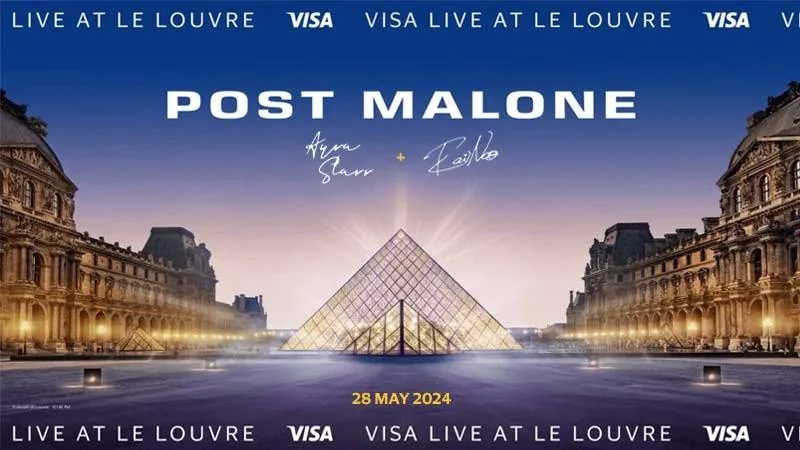 LIVE AT LE LOUVRE VISA VISA LIVE AT LE LOUVRE VISA
POST MALONE
Ayra Starr + RaiNao
28 MAY 2024
LIVE AT LE LOUVRE VISA VISA LIVE AT LE LOUVRE VISA